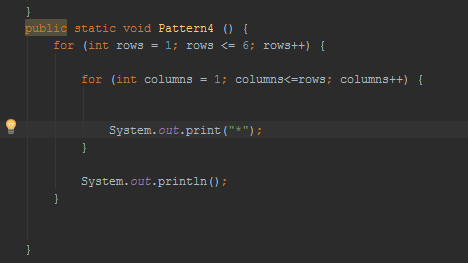 }
public static void Pattern4 () {
for (int rows = 1; rows <= 6; rows++) {
for (int columns = 1; columns<=rows; columns++) {
System.out.print("*");
}
System.out.println();
}
}